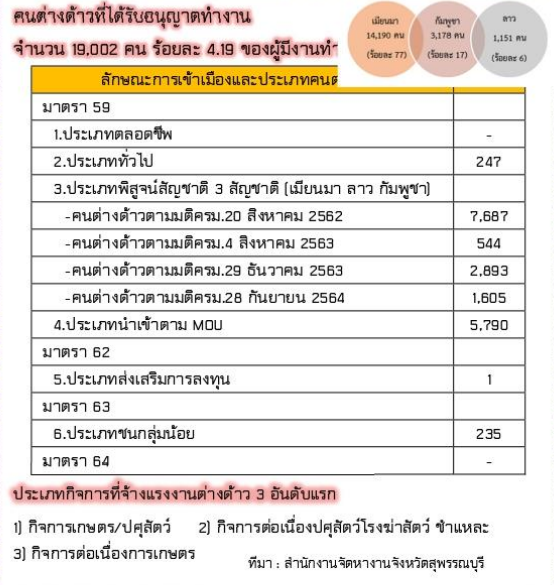 คนต่างด้าวที่ได้รับอนุญาตทำงาน
จำนวน 19,002 คน ร้อยละ 4.19 ของผู้มีงานทำ
เมียนมา
14,190 คน
(ร้อยละ 77)
กัมพูชา
3,178 คน
(ร้อยละ 17)
ลาว
1,151 คน
(ร้อยละ 6)
ลักษณะการเข้าเมืองและประเภทคนต
มาตรา 59
1.ประเภทตลอดชีพ -
2.ประเภททั่วไป 247
3.ประเภทพิสูจน์สัญชาติ 3 สัญชาติ (เมียนมา ลาว กัมพูชา)
-คนต่างด้าวตามมติครม.20 สิงหาคม 2562 7,687
-คนต่างด้าวตามมติครม.4 สิงหาคม 2563 544
-คนต่างด้าวตามมติครม.29 ธันวาคม 2563 2,893
-คนต่างด้าวตามมติครม.28 กันยายน 2564 1,605
4.ประเภทนำเข้าตาม MOU 5,790
มาตรา 62
5.ประเภทส่งเสริมการลงทุน 1
มาตรา 63
6.ประเภทชนกลุ่มน้อย 235
มาตรา 64 -
ประเภทกิจการที่จ้างแรงงานต่างด้าว 3 อันดับแรก
1) กิจการเกษตร/ปศุสัตว์ 2) กิจการต่อเนื่องปศุสัตว์โรงฆ่าสัตว์ ชำแหละ
3) กิจการต่อเนื่องการเกษตร
ที่มา : สำนักงานจัดหางานจังหวัดสุพรรณบุรี